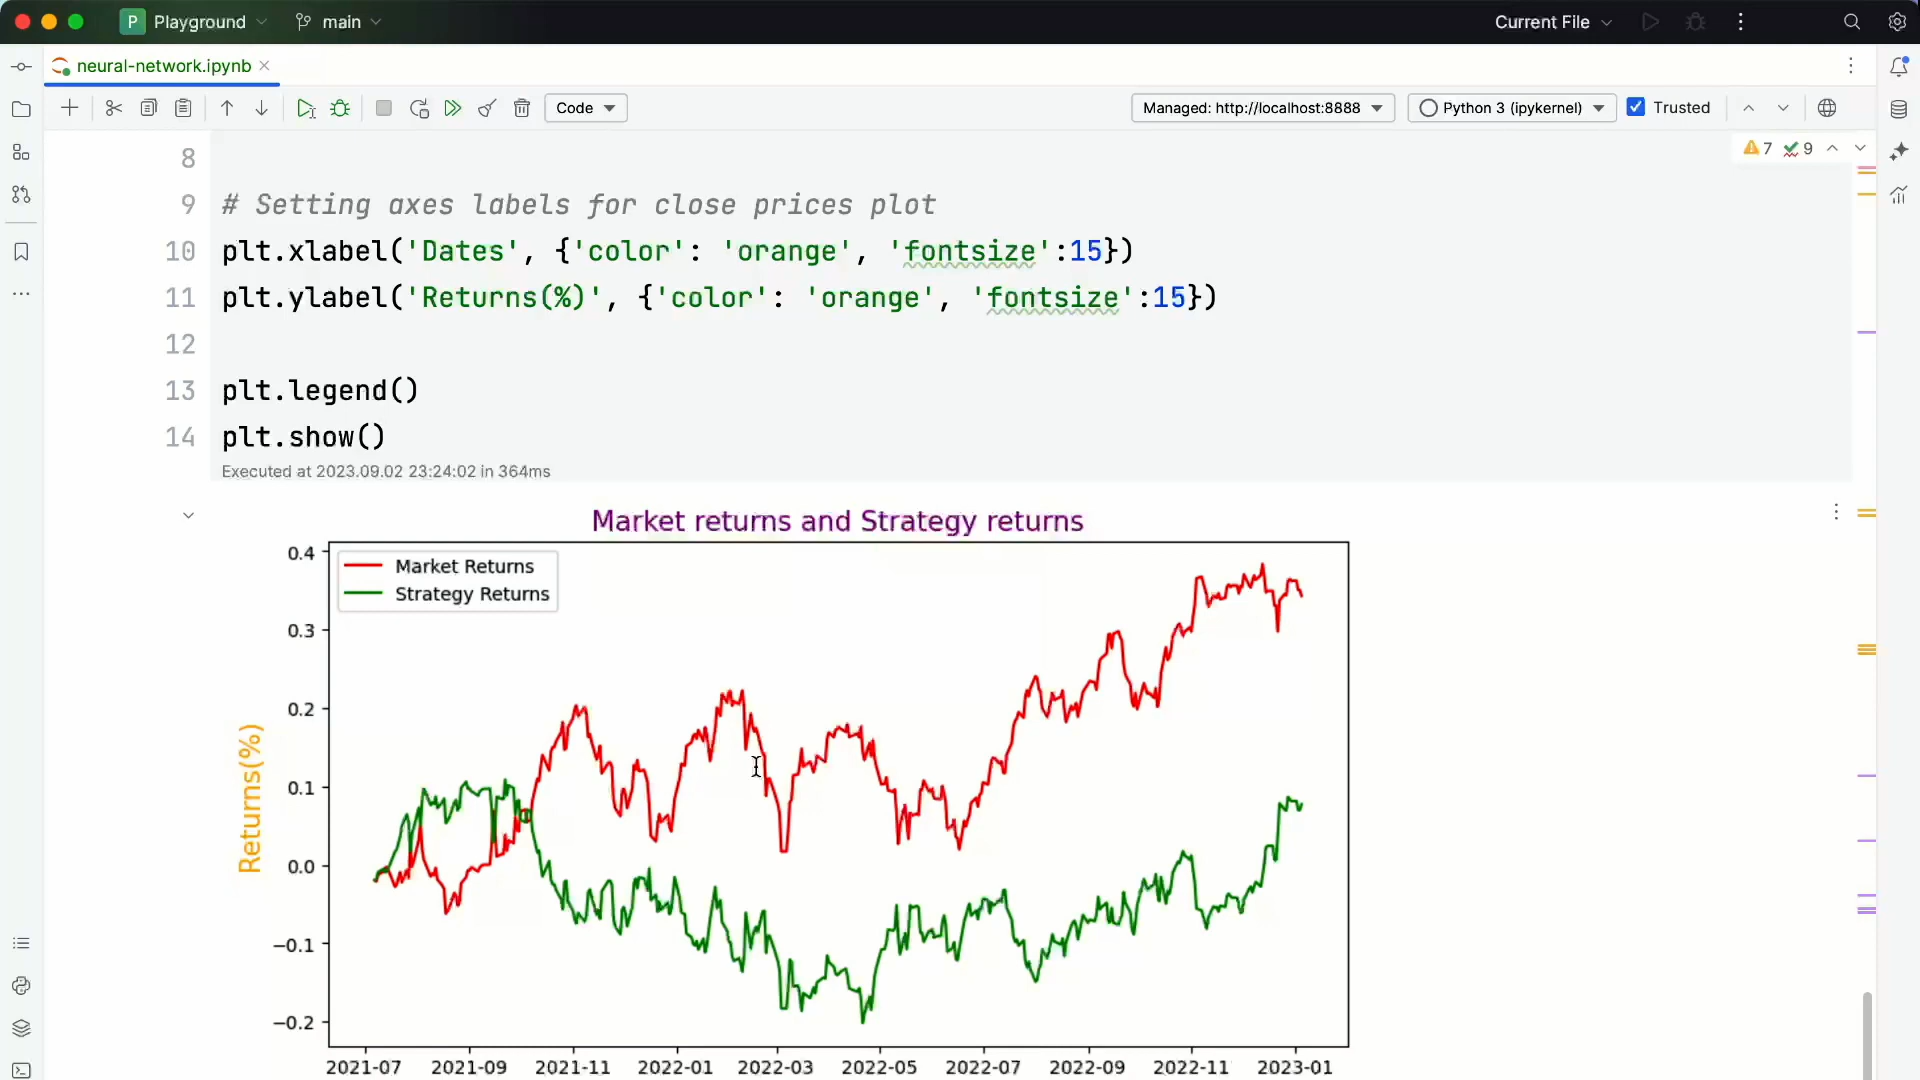 P Playground main Current File
neural-network.ipynb
Code Managed: http://localhost:8888 Python 3 (ipykernel) Trusted
7 9
8
9 # Setting axes labels for close prices plot
10 plt.xlabel('Dates', {'color': 'orange', 'fontsize':15})
11 plt.ylabel('Returns(%)', {'color': 'orange', 'fontsize':15})
12
13 plt.legend()
14 plt.show()
Executed at 2023.09.02 23:24:02 in 364ms
Market returns and Strategy returns
Market Returns
Strategy Returns
Returns(%)
0.4
0.3
0.2
0.1
0.0
−0.1
−0.2
2021-07 2021-09 2021-11 2022-01 2022-03 2022-05 2022-07 2022-09 2022-11 2023-01